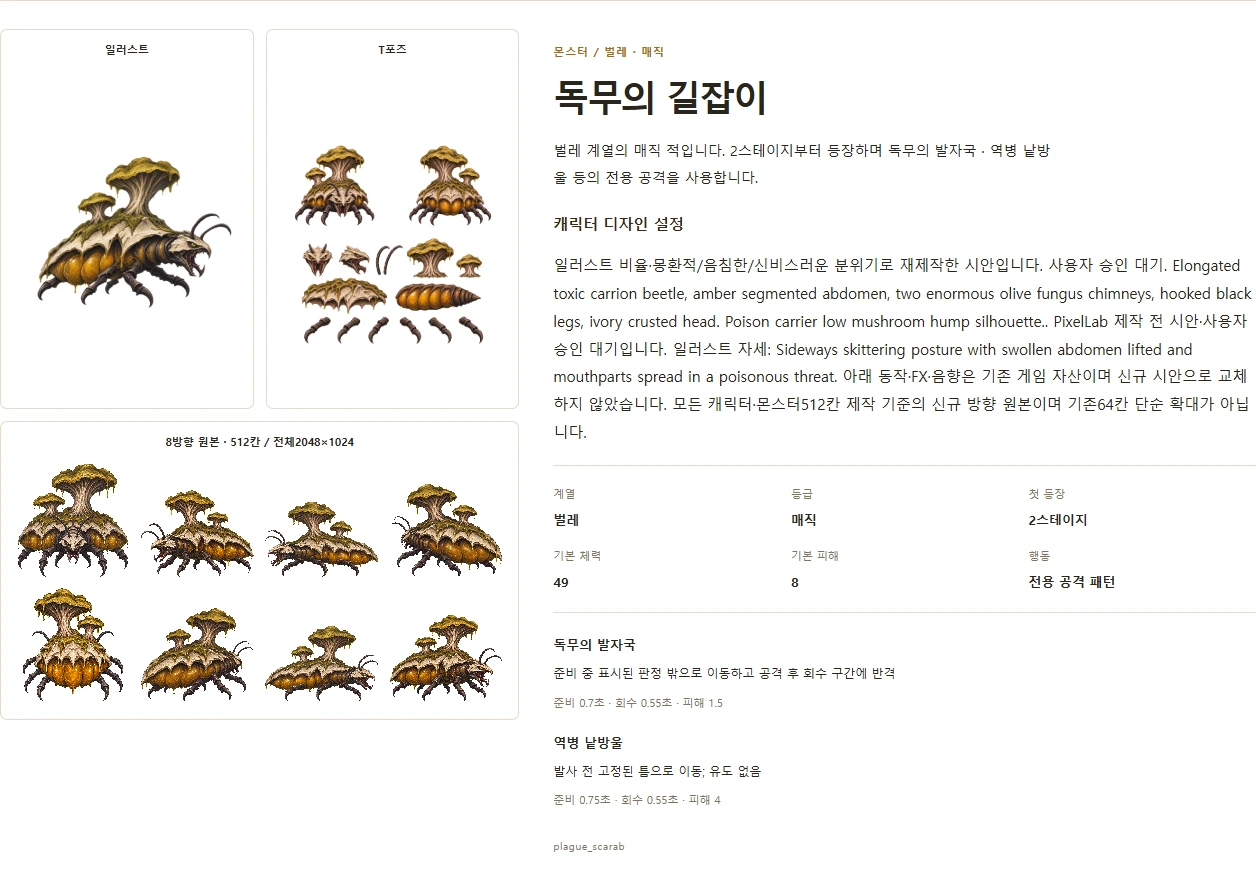 일러스트
T포즈
8방향 원본 · 512칸 / 전체2048×1024
몬스터 / 벌레 · 매직
독무의 길잡이
벌레 계열의 매직 적입니다. 2스테이지부터 등장하며 독무의 발자국 · 역병 낱방
울 등의 전용 공격을 사용합니다.
캐릭터 디자인 설정
일러스트 비율·몽환적/음침한/신비스러운 분위기로 재제작한 시안입니다. 사용자 승인 대기. Elongated
toxic carrion beetle, amber segmented abdomen, two enormous olive fungus chimneys, hooked black
legs, ivory crusted head. Poison carrier low mushroom hump silhouette.. PixelLab 제작 전 시안·사용자
승인 대기입니다. 일러스트 자세: Sideways skittering posture with swollen abdomen lifted and
mouthparts spread in a poisonous threat. 아래 동작·FX·음향은 기존 게임 자산이며 신규 시안으로 교체
하지 않았습니다. 모든 캐릭터·몬스터512칸 제작 기준의 신규 방향 원본이며 기존64칸 단순 확대가 아닙
니다.
계열
등급
첫 등장
벌레
매직
2스테이지
기본 체력
기본 피해
행동
49
8
전용 공격 패턴
독무의 발자국
준비 중 표시된 판정 밖으로 이동하고 공격 후 회수 구간에 반격
준비 0.7초 · 회수 0.55초 · 피해 1.5
역병 낱방울
발사 전 고정된 틈으로 이동; 유도 없음
준비 0.75초 · 회수 0.55초 · 피해 4
plague_scarab